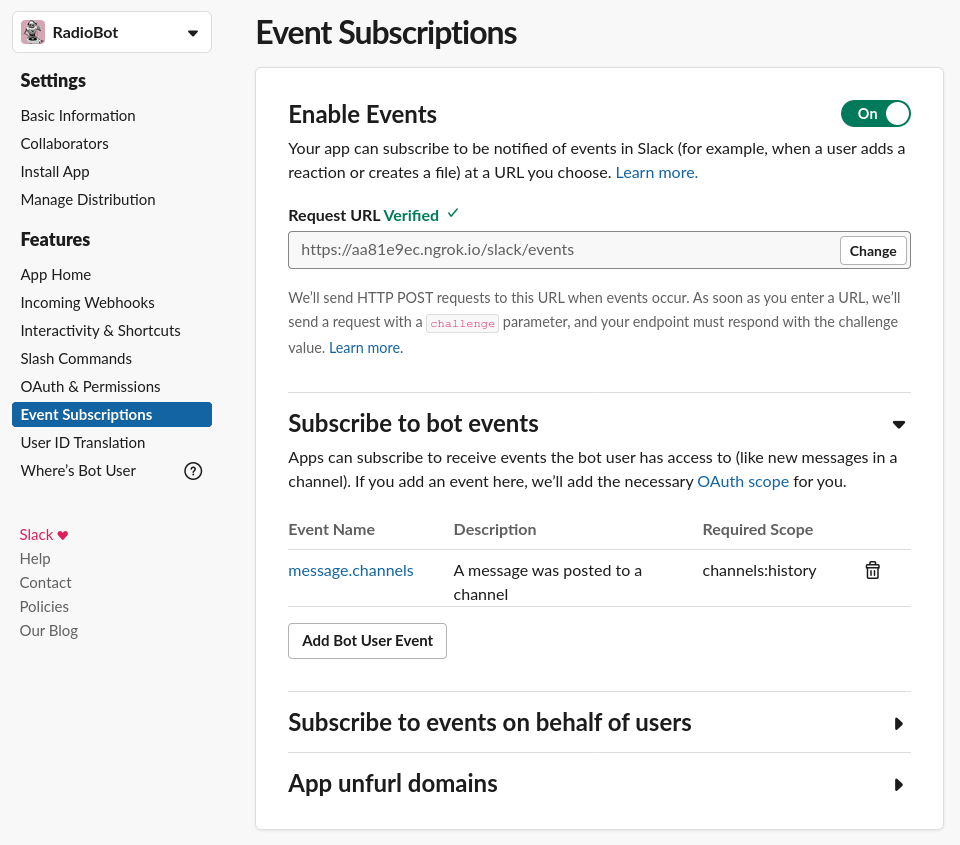 RadioBot
Settings
Basic Information
Collaborators
Install App
Manage Distribution
Features
App Home
Incoming Webhooks
Interactivity & Shortcuts
Slash Commands
OAuth & Permissions
Event Subscriptions
User ID Translation
Where’s Bot User ?
Slack ♥
Help
Contact
Policies
Our Blog
Event Subscriptions
Enable Events On
Your app can subscribe to be notified of events in Slack (for example, when a user adds a
reaction or creates a file) at a URL you choose. Learn more.
Request URL Verified ✓
https://aa81e9ec.ngrok.io/slack/events Change
We’ll send HTTP POST requests to this URL when events occur. As soon as you enter a URL, we’ll
send a request with a challenge parameter, and your endpoint must respond with the challenge
value. Learn more.
Subscribe to bot events
Apps can subscribe to receive events the bot user has access to (like new messages in a
channel). If you add an event here, we’ll add the necessary OAuth scope for you.
Event Name Description Required Scope
message.channels A message was posted to a channels:history
channel
Add Bot User Event
Subscribe to events on behalf of users
App unfurl domains